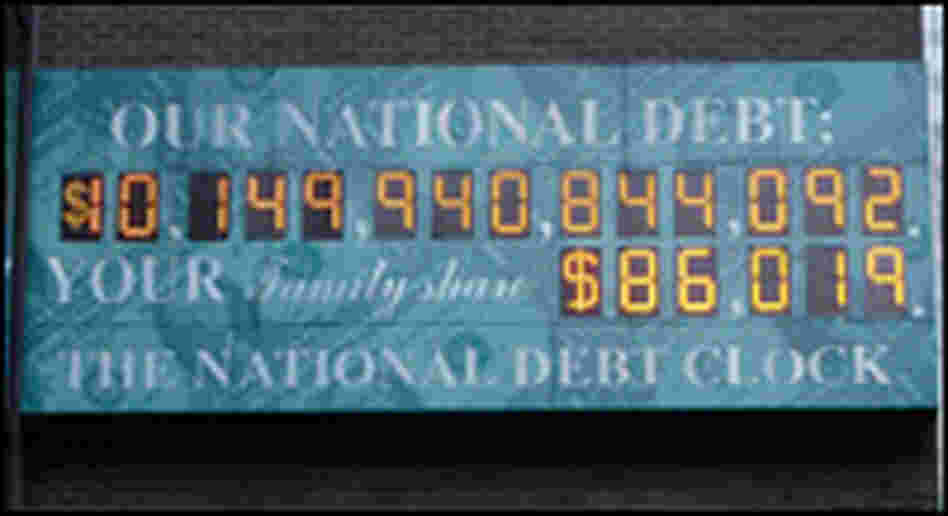 OUR NATIONAL DEBT:
$10,149,940,844,092.
YOUR Family share $86,019.
THE NATIONAL DEBT CLOCK